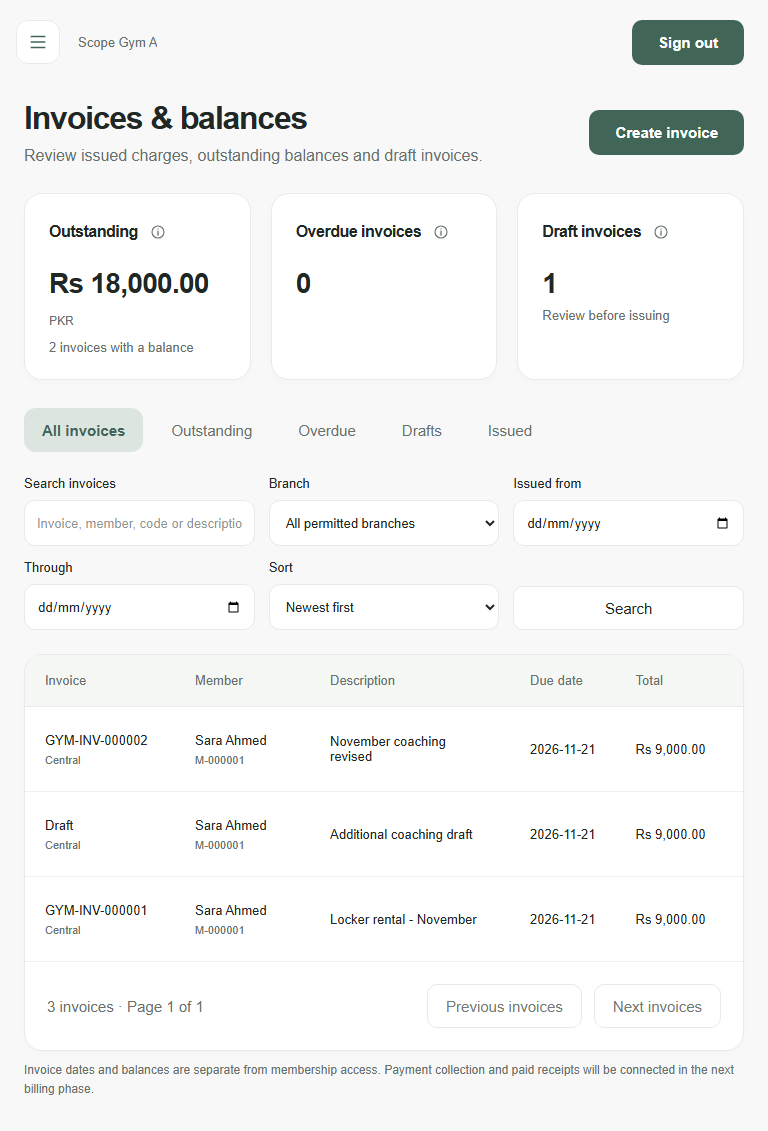 Scope Gym A
Sign out
Invoices & balances
Review issued charges, outstanding balances and draft invoices.
Create invoice
Outstanding
Rs 18,000.00
PKR
2 invoices with a balance
Overdue invoices
0
Draft invoices
1
Review before issuing
All invoices
Outstanding
Overdue
Drafts
Issued
Search invoices
Branch
Issued from
Invoice, member, code or descriptio
All permitted branches
dd/mm/yyyy
Through
Sort
dd/mm/yyyy
Newest first
Search
Invoice Member Description Due date Total
GYM-INV-000002
Central
Sara Ahmed
M-000001
November coaching
revised
2026-11-21
Rs 9,000.00
Draft
Central
Sara Ahmed
M-000001
Additional coaching draft
2026-11-21
Rs 9,000.00
GYM-INV-000001
Central
Sara Ahmed
M-000001
Locker rental - November
2026-11-21
Rs 9,000.00
3 invoices · Page 1 of 1
Previous invoices
Next invoices
Invoice dates and balances are separate from membership access. Payment collection and paid receipts will be connected in the next
billing phase.